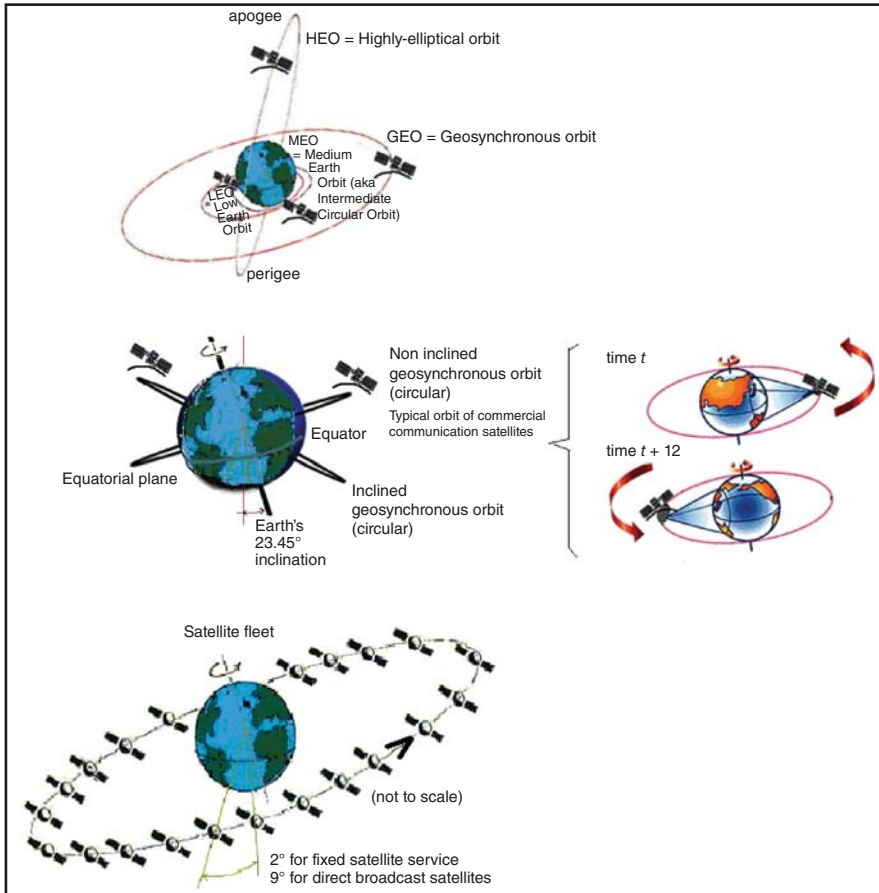 apogee
HEO = Highly-elliptical orbit
GEO = Geosynchronous orbit
MEO
= Medium
Earth
Orbit (aka
Intermediate
Circular Orbit)
LEO
= Low
Earth
Orbit
perigee
Non inclined
geosynchronous orbit
(circular)
Typical orbit of commercial
communication satellites
Equator
Equatorial plane
Inclined
geosynchronous orbit
(circular)
Earth's
23.45°
inclination
time t
time t + 12
Satellite fleet
(not to scale)
2° for fixed satellite service
9° for direct broadcast satellites